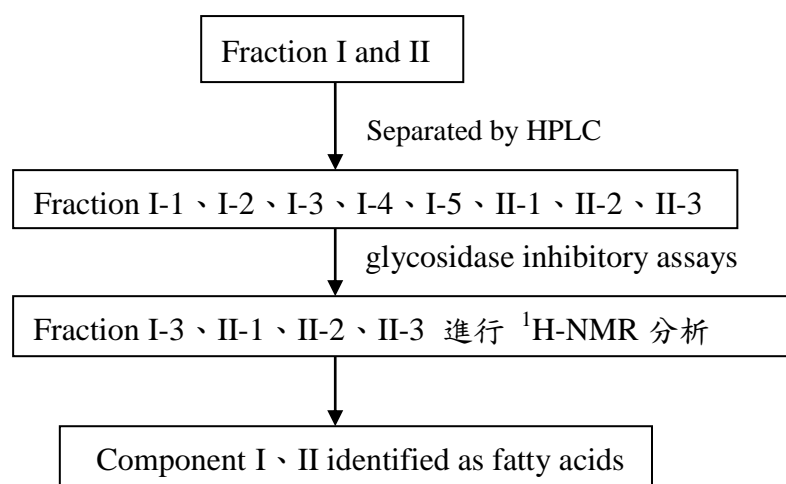 Fraction I and II
Separated by HPLC
Fraction I-1、I-2、I-3、I-4、I-5、II-1、II-2、II-3
glycosidase inhibitory assays
Fraction I-3、II-1、II-2、II-3 進行 ¹H-NMR 分析
Component I、II identified as fatty acids